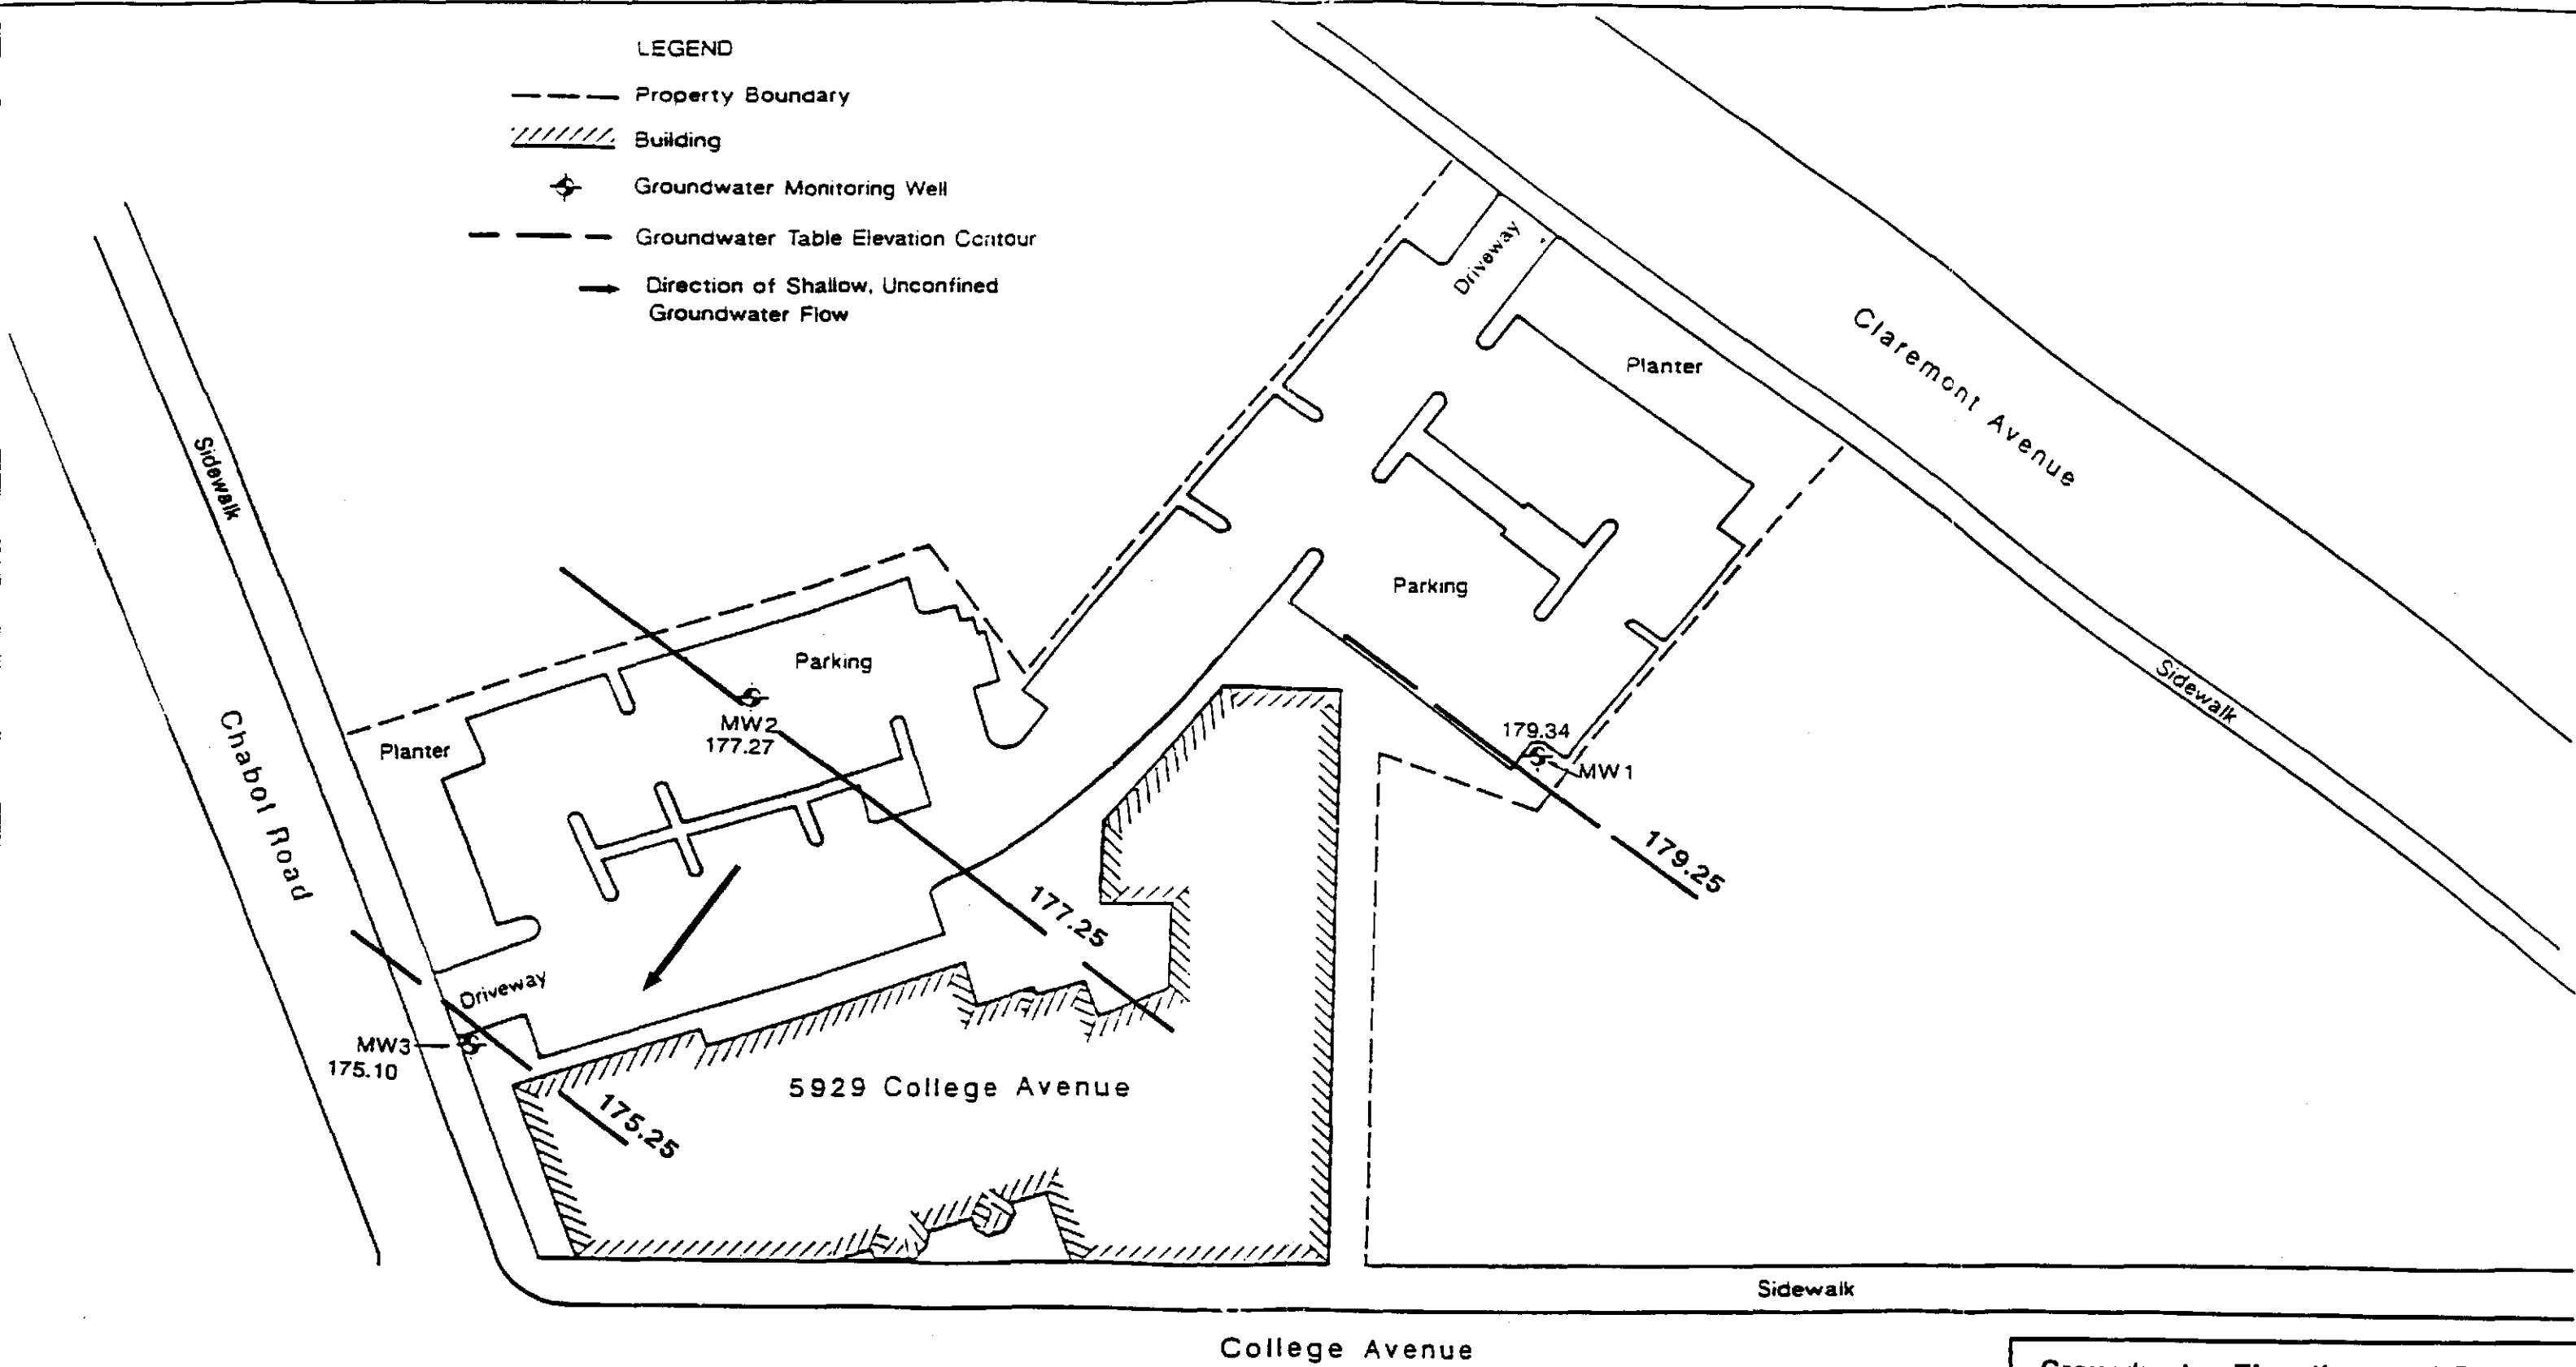 LEGEND
Property Boundary
Building
Groundwater Monitoring Well
Groundwater Table Elevation Contour
Direction of Shallow, Unconfined
Groundwater Flow
Driveway
Planter
Claremont Avenue
Sidewalk
Parking
Parking
Sidewalk
MW2
177.27
Planter
179.34
MW1
Chabot Road
179.25
177.25
Driveway
MW3
175.10
5929 College Avenue
175.25
Sidewalk
College Avenue